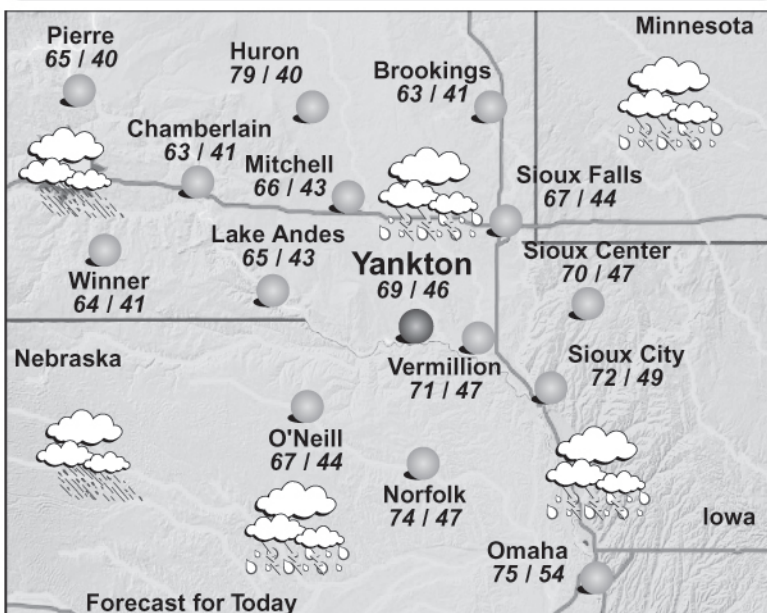 Minnesota
Pierre
65 / 40
Huron
79 / 40
Brookings
63 / 41
Chamberlain
63 / 41
Mitchell
66 / 43
Sioux Falls
67 / 44
Lake Andes
65 / 43
Winner
64 / 41
Yankton
69 / 46
Sioux Center
70 / 47
Nebraska
Vermillion
71 / 47
Sioux City
72 / 49
O'Neill
67 / 44
Norfolk
74 / 47
Iowa
Omaha
75 / 54
Forecast for Today